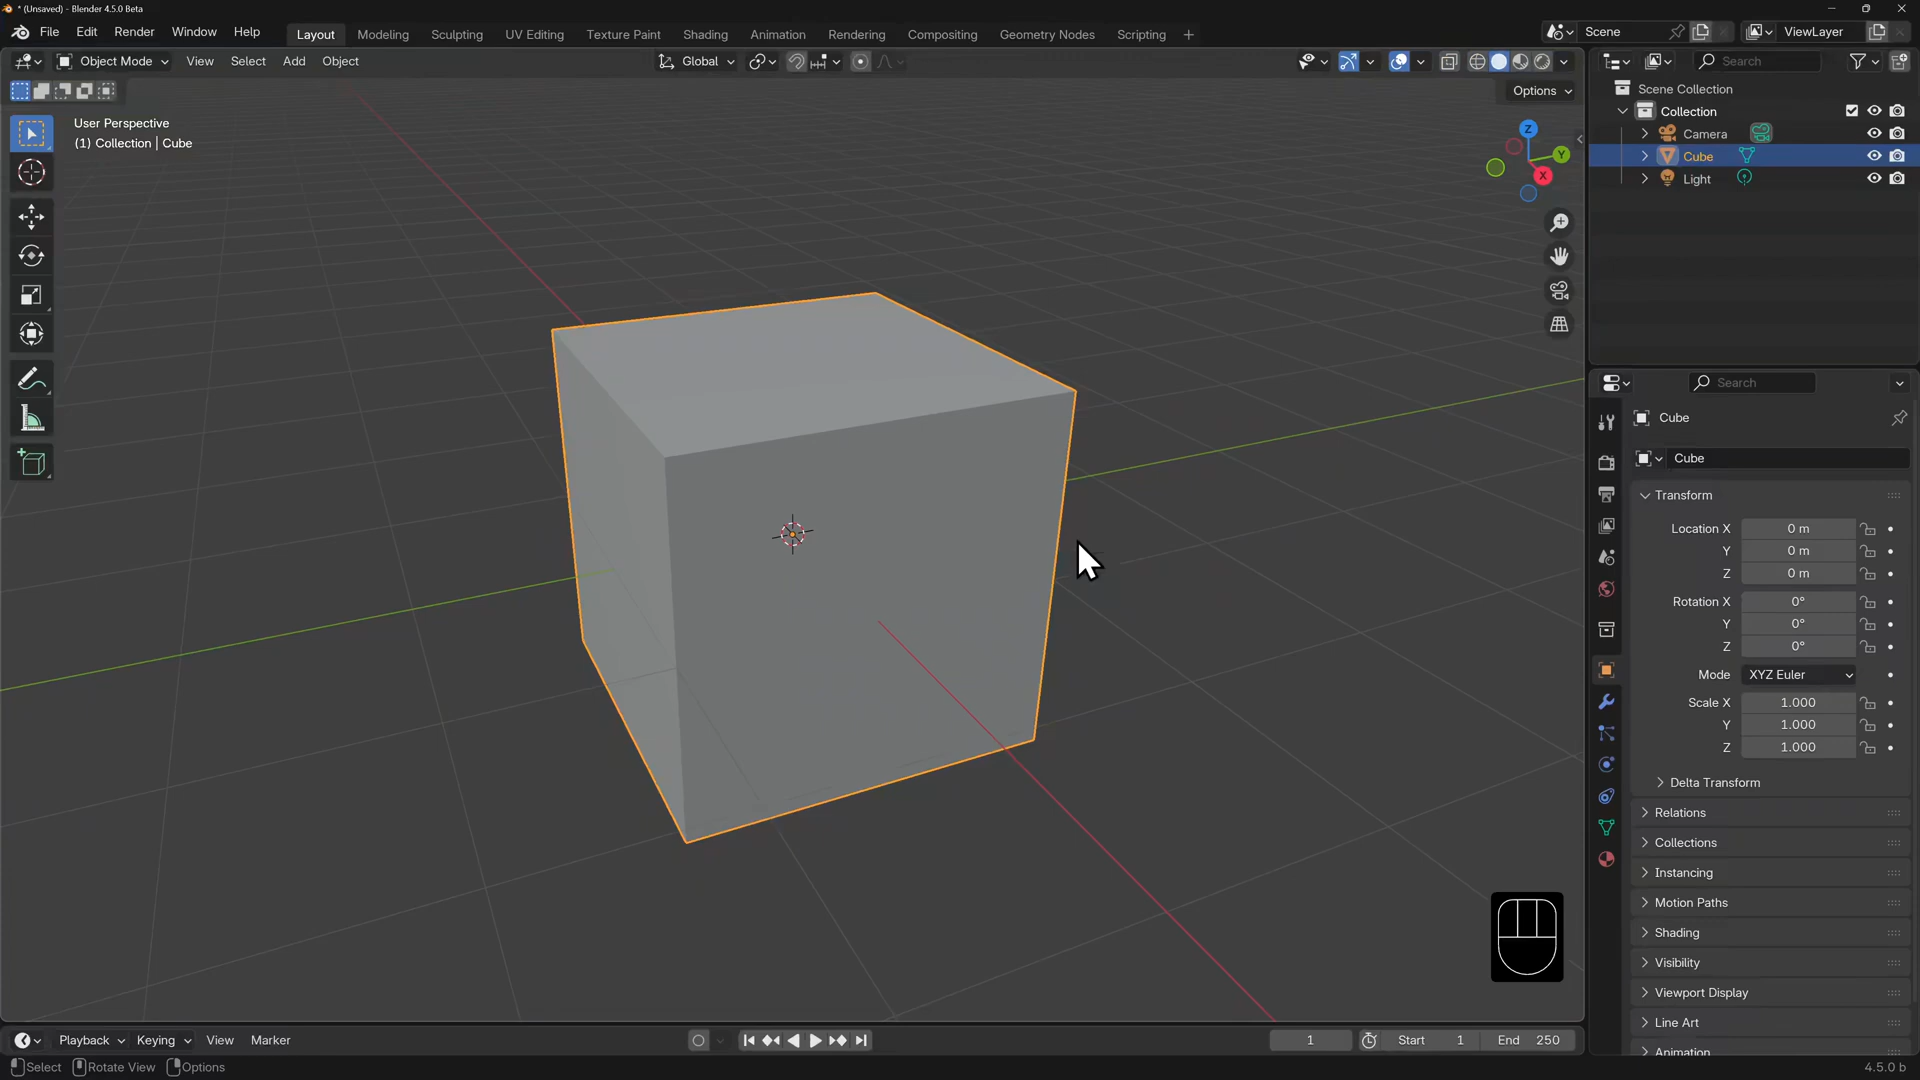 * (Unsaved) - Blender 4.5.0 Beta
File Edit Render Window Help Layout Modeling Sculpting UV Editing Texture Paint Shading Animation Rendering Compositing Geometry Nodes Scripting + Scene ViewLayer
Object Mode View Select Add Object Global Search
Options
User Perspective
(1) Collection | Cube
Z
Y
X
Scene Collection
Collection
Camera
Cube
Light
Search
Cube
Cube
Transform
Location X 0 m
Y 0 m
Z 0 m
Rotation X 0°
Y 0°
Z 0°
Mode XYZ Euler
Scale X 1.000
Y 1.000
Z 1.000
Delta Transform
Relations
Collections
Instancing
Motion Paths
Shading
Visibility
Viewport Display
Line Art
Animation
Playback Keying View Marker 1 Start 1 End 250
Select Rotate View Options 4.5.0 b